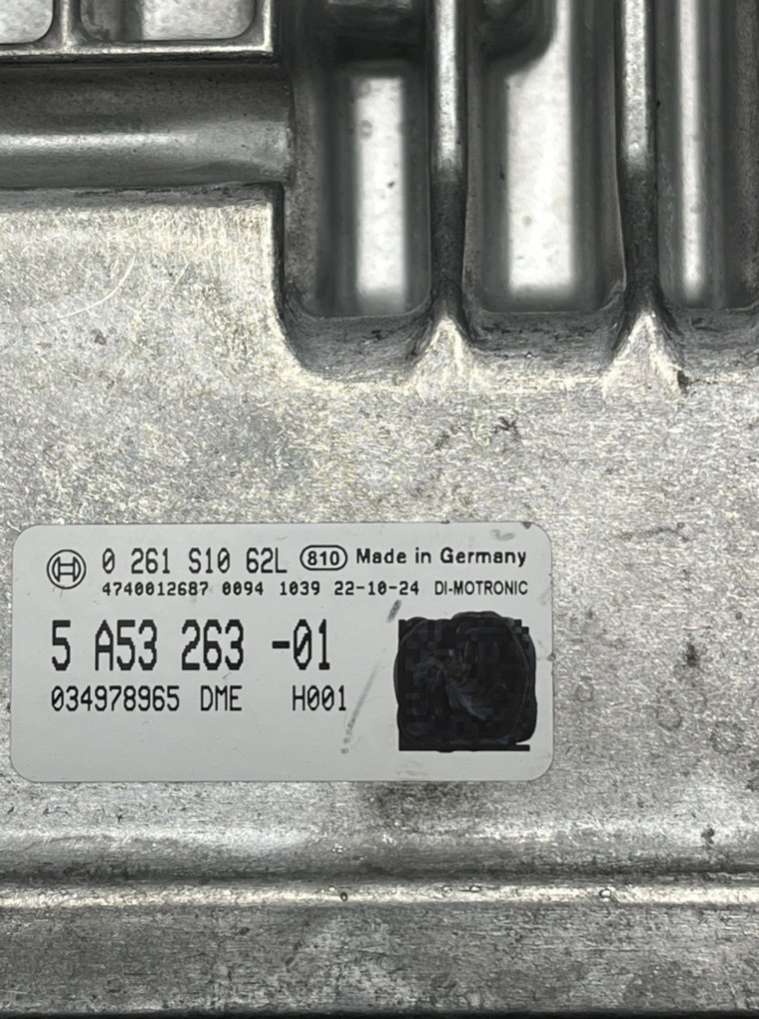 0 261 S10 62L 810 Made in Germany
4740012687 0094 1039 22-10-24 DI-MOTRONIC
5 A53 263 -01
034978965 DME H001